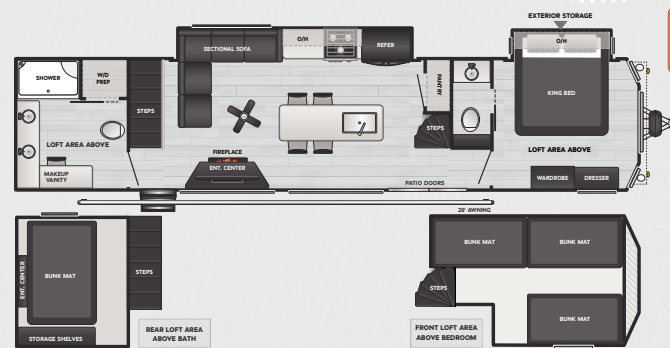 EXTERIOR STORAGE
O/H
SECTIONAL SOFA
O/H
REFER
SHOWER
W/D
PREP
STEPS
PANTRY
KING BED
STEPS
LOFT AREA ABOVE
LOFT AREA ABOVE
FIREPLACE
ENT. CENTER
MAKEUP
VANITY
PATIO DOORS
WARDROBE
DRESSER
26' AWNING
ENT. CENTER
BUNK MAT
STEPS
STORAGE SHELVES
REAR LOFT AREA
ABOVE BATH
BUNK MAT
BUNK MAT
STEPS
BUNK MAT
FRONT LOFT AREA
ABOVE BEDROOM